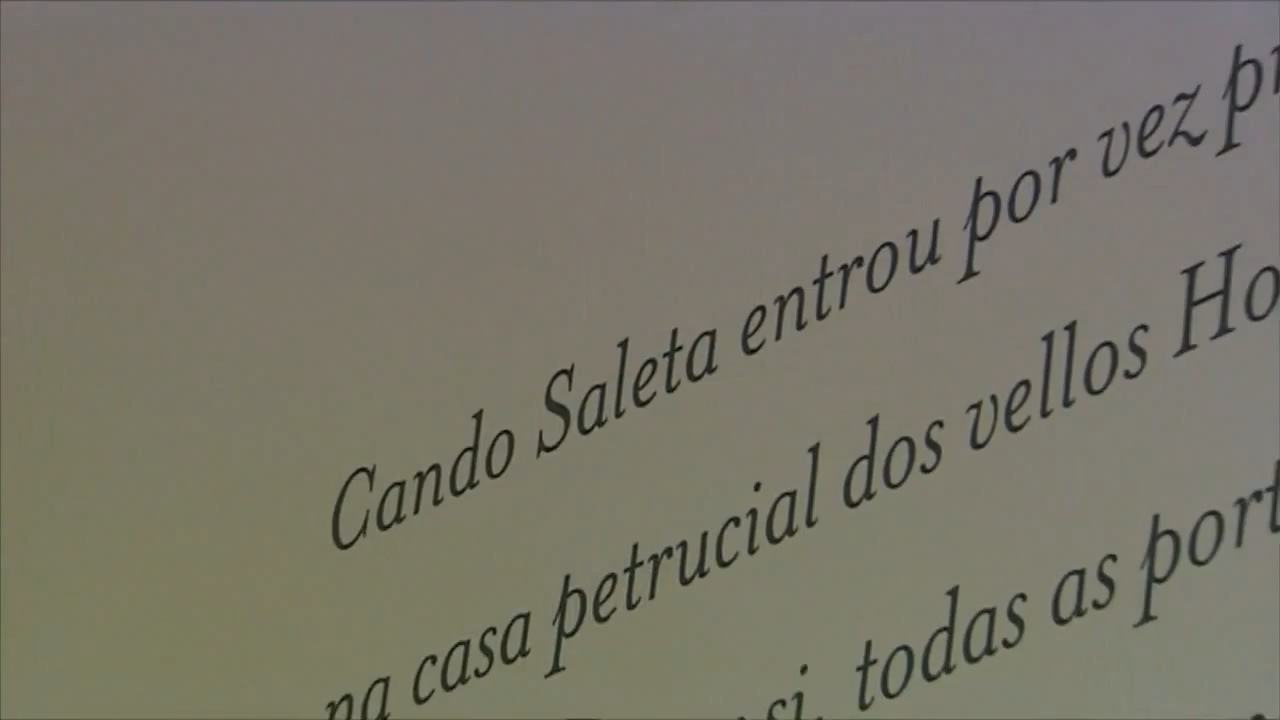 Cando Saleta entrou por vez
na casa petrucial dos vellos
todas as